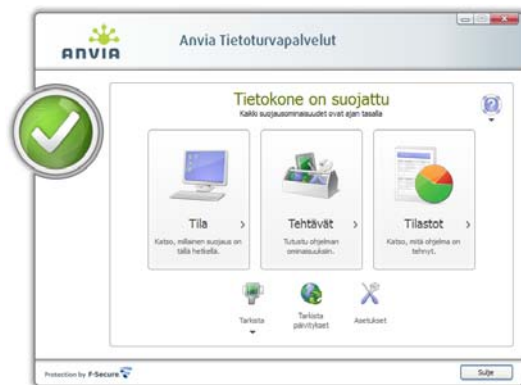 ANVIA
Anvia Tietoturvapalvelut
Tietokone on suojattu
Kaikki suojausominaisuudet ovat ajan tasalla
Tila
Katso, millainen suojaus on
tällä hetkellä.
Tehtävät
Tutustu ohjelman
ominaisuuksiin.
Tilastot
Katso, mitä ohjelma on
tehnyt.
Tarkista
Tarkista
päivitykset
Asetukset
Protection by F-Secure
Sulje